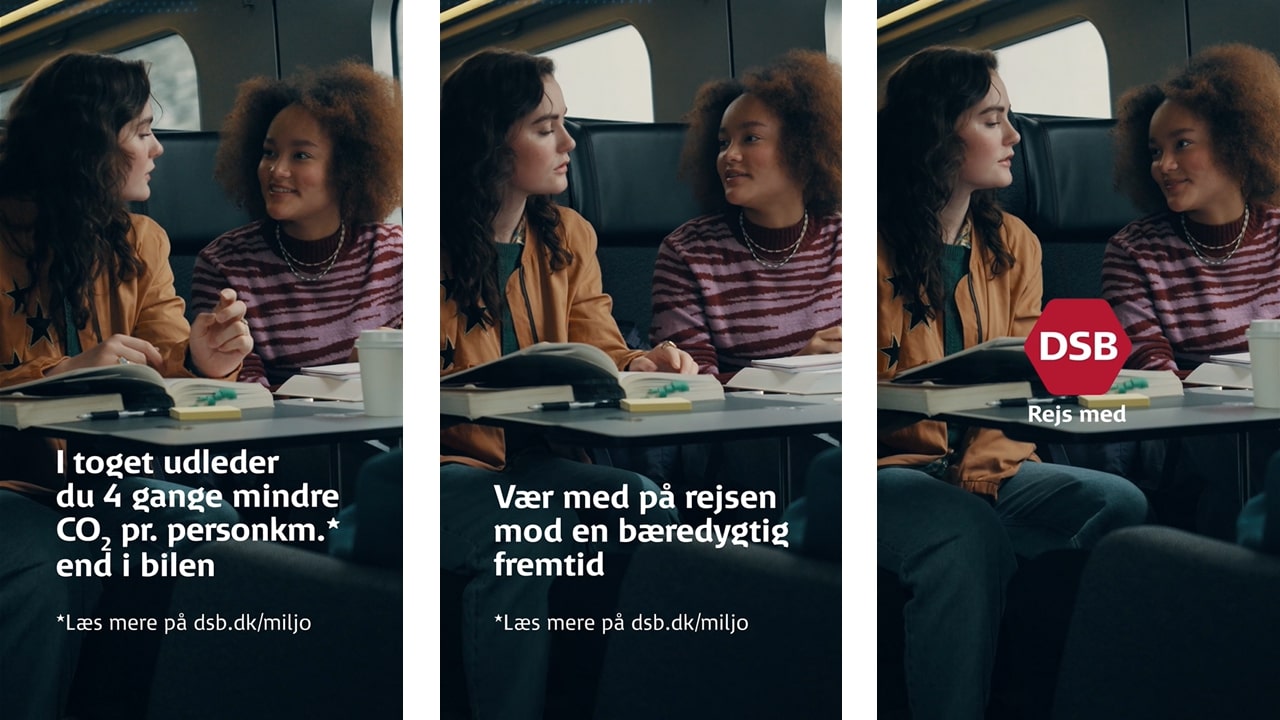 I toget udleder
du 4 gange mindre
CO₂ pr. personkm.*
end i bilen
*Læs mere på dsb.dk/miljo
Vær med på rejsen
mod en bæredygtig
fremtid
*Læs mere på dsb.dk/miljo
DSB
Rejs med